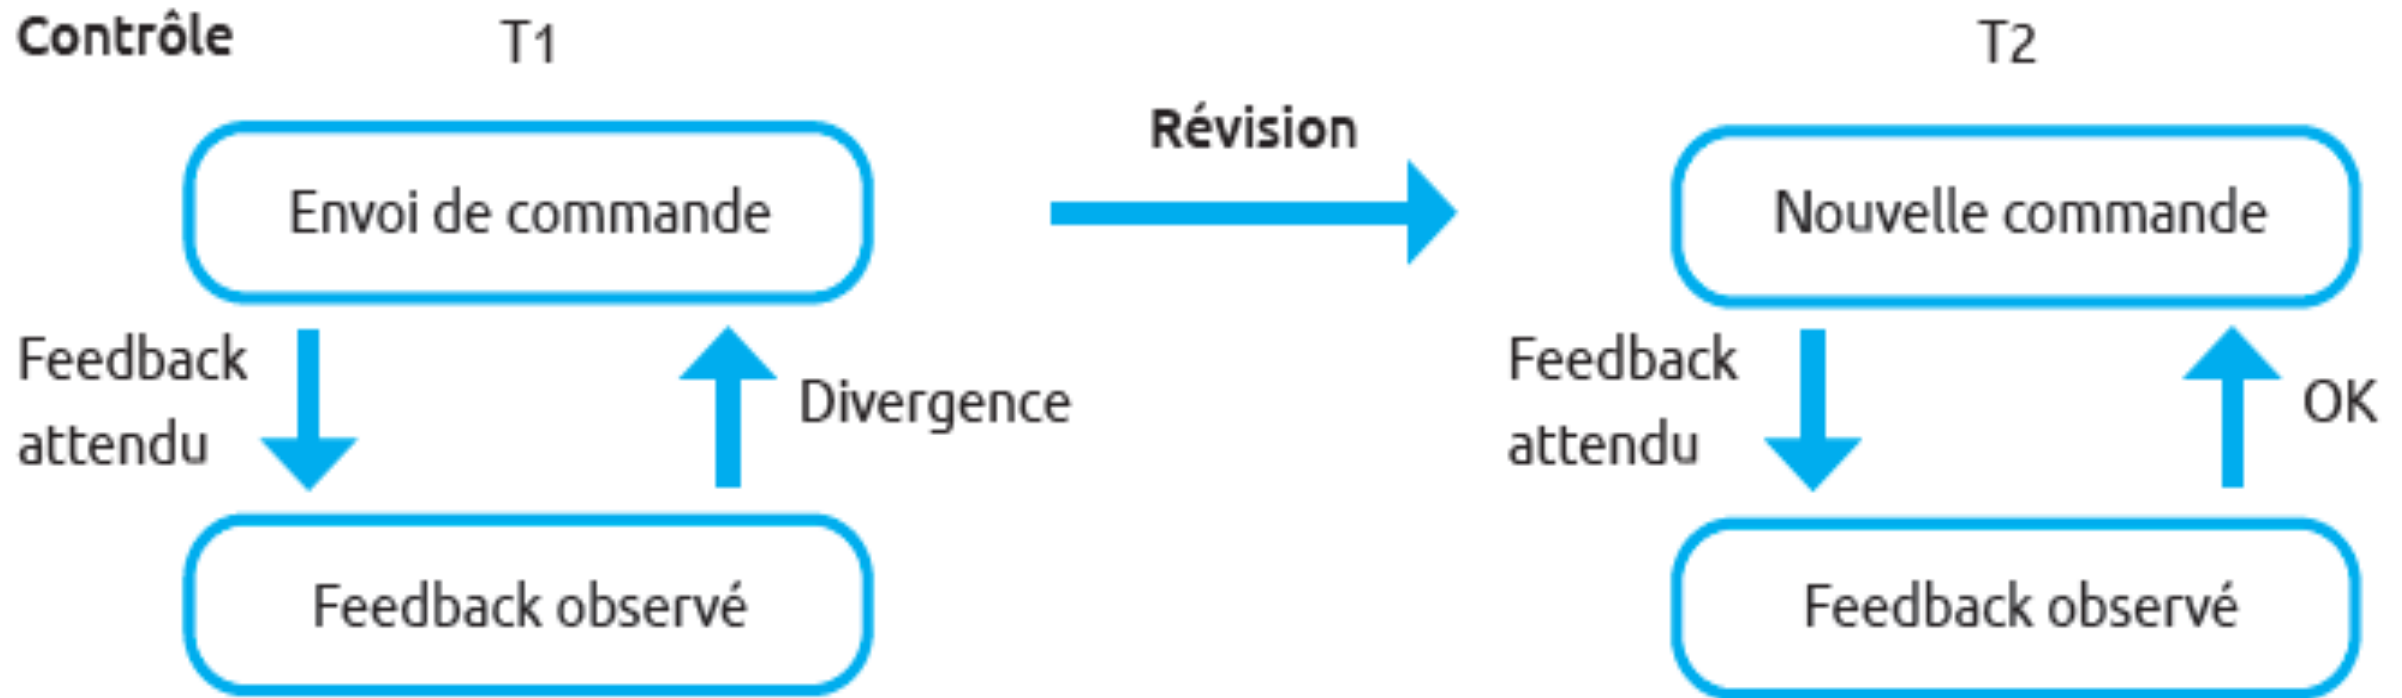 Contrôle
T1
T2
Révision
Envoi de commande
Nouvelle commande
Feedback
attendu
Divergence
Feedback
attendu
OK
Feedback observé
Feedback observé